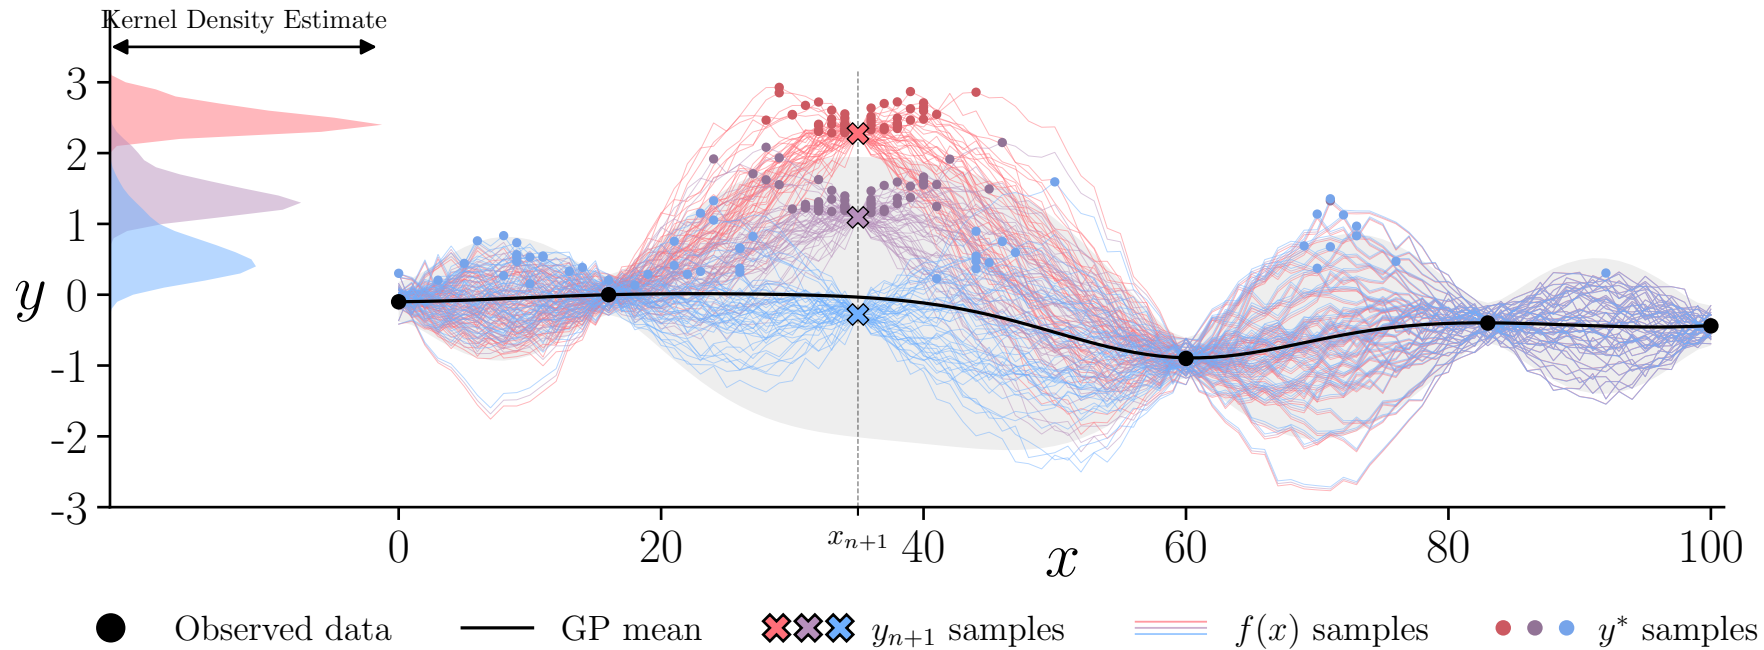 Kernel Density Estimate
3
2
1
0
-1
-2
-3
y
0 20 40 60 80 100
x_{n+1}
x
Observed data GP mean y_{n+1} samples f(x) samples y* samples